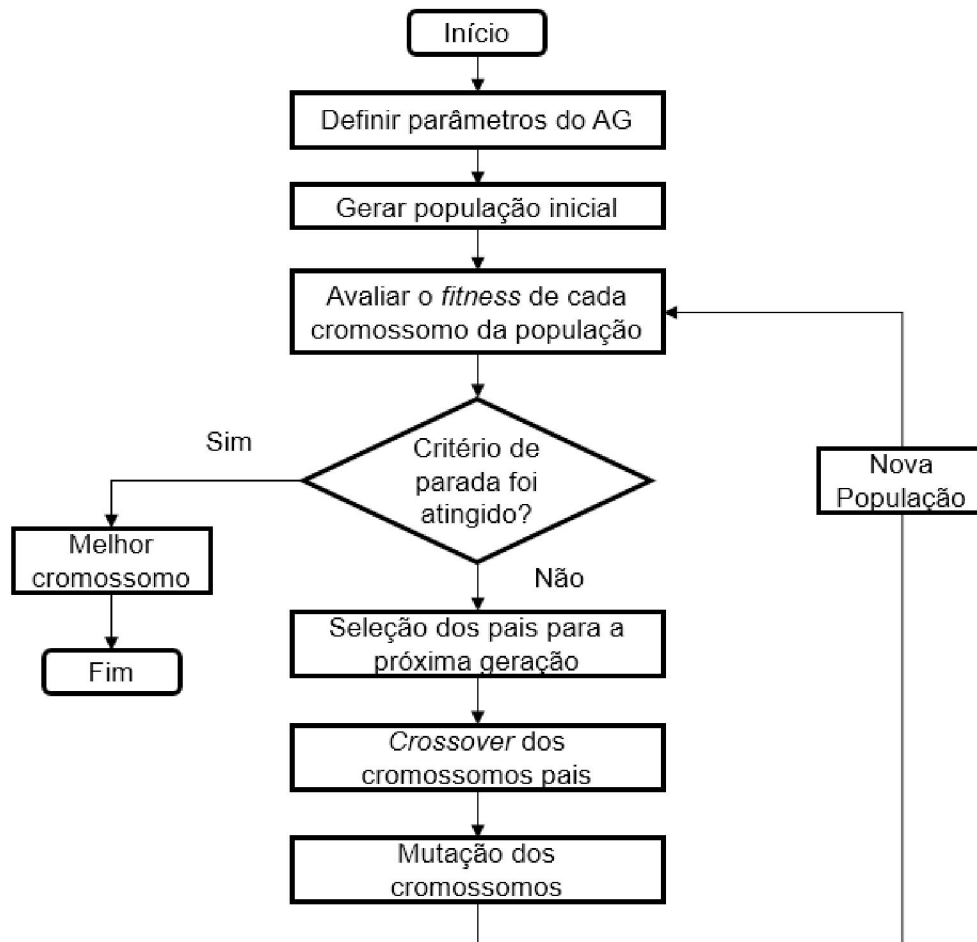 Início
Definir parâmetros do AG
Gerar população inicial
Avaliar o fitness de cada
cromossomo da população
Sim
Critério de
parada foi
atingido?
Nova
População
Melhor
cromossomo
Não
Fim
Seleção dos pais para a
próxima geração
Crossover dos
cromossomos pais
Mutação dos
cromossomos